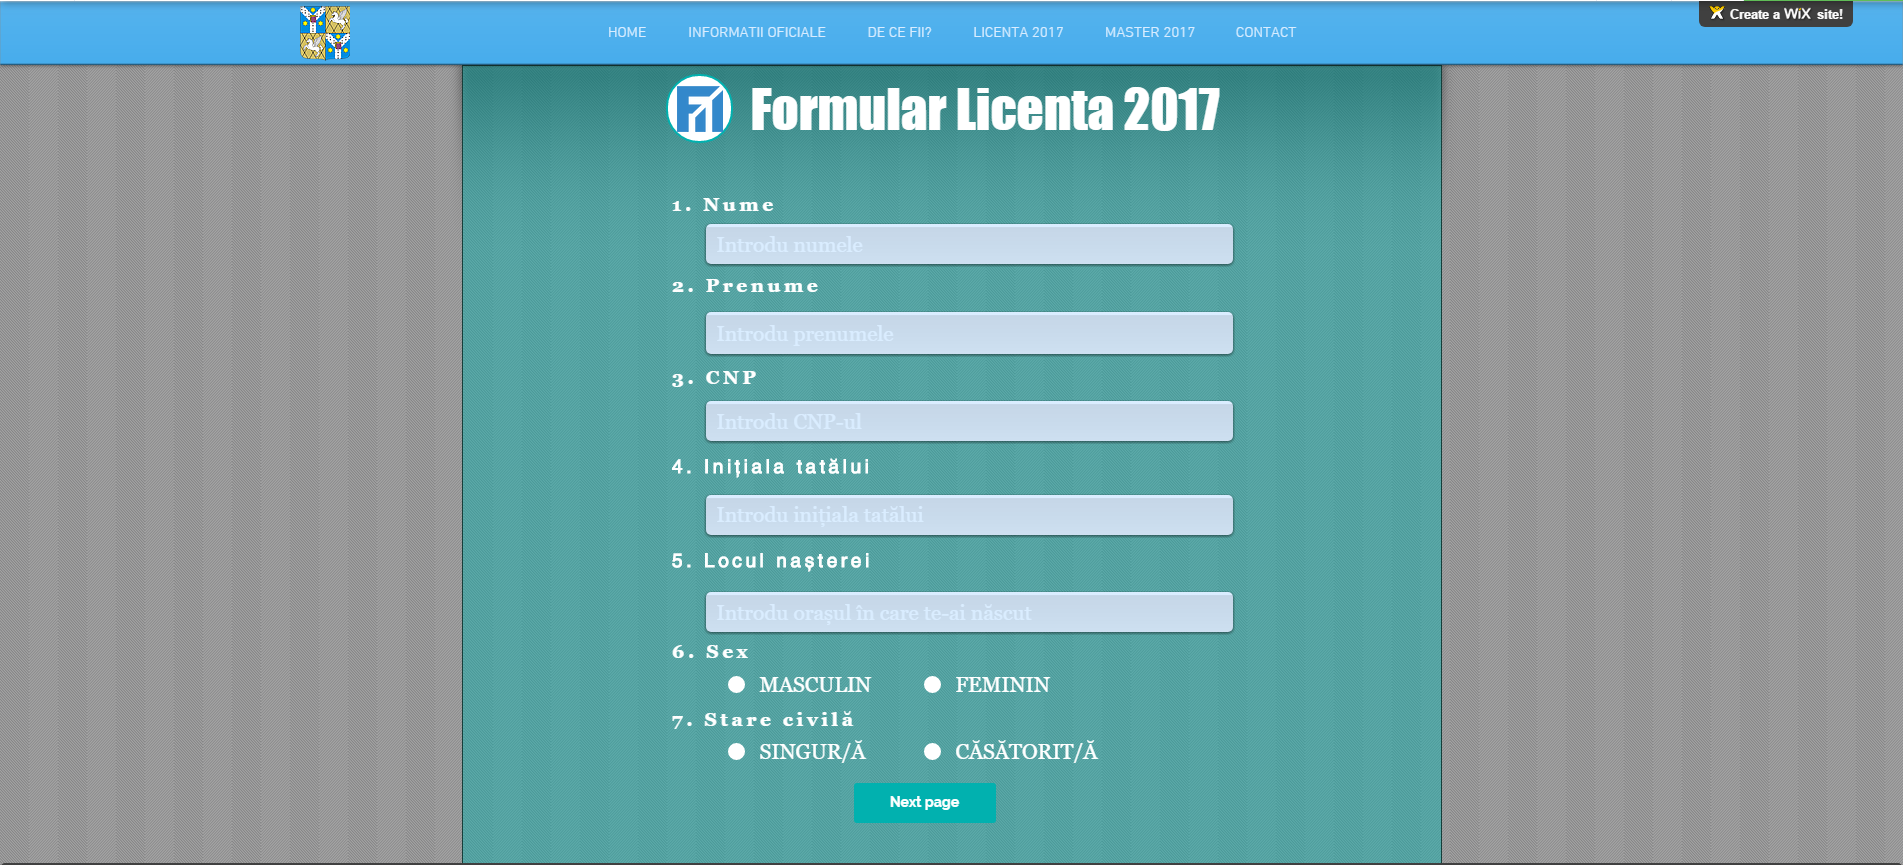 HOME INFORMATII OFICIALE DE CE FII? LICENTA 2017 MASTER 2017 CONTACT
Create a WiX site!
FI Formular Licenta 2017
1. Nume
Introdu numele
2. Prenume
Introdu prenumele
3. CNP
Introdu CNP-ul
4. Inițiala tatălui
Introdu inițiala tatălui
5. Locul nașterei
Introdu orașul în care te-ai născut
6. Sex
MASCULIN FEMININ
7. Stare civilă
SINGUR/Ă CĂSĂTORIT/Ă
Next page